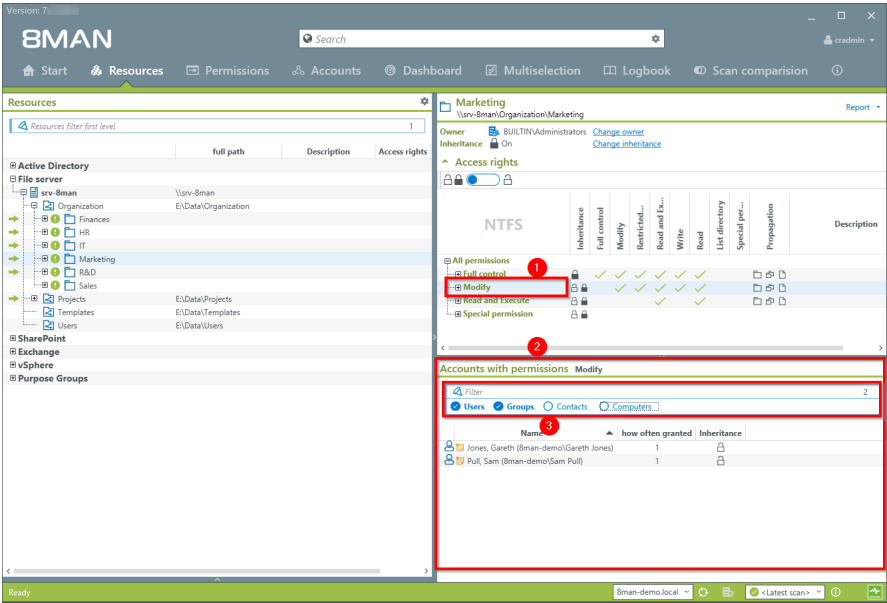 Version: 7
8MAN
Search
cradmin
Start Resources Permissions Accounts Dashboard Multiselection Logbook Scan comparision
Resources
Resources filter first level 1
full path Description Access rights
Active Directory
File server
srv-8man \\srv-8man
Organization E:\Data\Organization
Finances
HR
IT
Marketing
R&D
Sales
Projects E:\Data\Projects
Templates E:\Data\Templates
Users E:\Data\Users
SharePoint
Exchange
vSphere
Purpose Groups
Marketing
\\srv-8man\Organization\Marketing
Report
Owner BUILTIN\Administrators Change owner
Inheritance On Change inheritance
Access rights
NTFS Inheritance Full control Modify Restricted... Read and Ex... Write Read List directory Special per... Propagation Description
All permissions
1
Full control
Modify
Read and Execute
Special permission
2
Accounts with permissions Modify
Filter 2
Users Groups Contacts Computers
3
Name how often granted Inheritance
Jones, Gareth (8man-demo\Gareth Jones) 1
Pull, Sam (8man-demo\Sam Pull) 1
Ready 8man-demo.local <Latest scan>